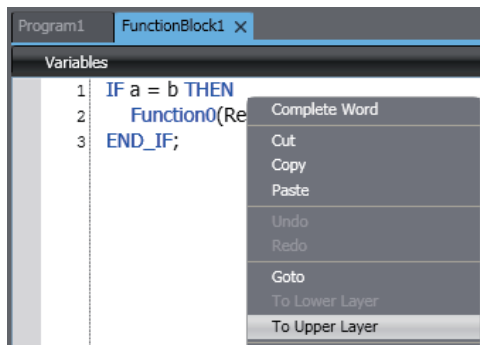 Program1 FunctionBlock1 ×
Variables
1 IF a = b THEN
2 Function0(Re
3 END_IF;
Complete Word
Cut
Copy
Paste
Undo
Redo
Goto
To Lower Layer
To Upper Layer